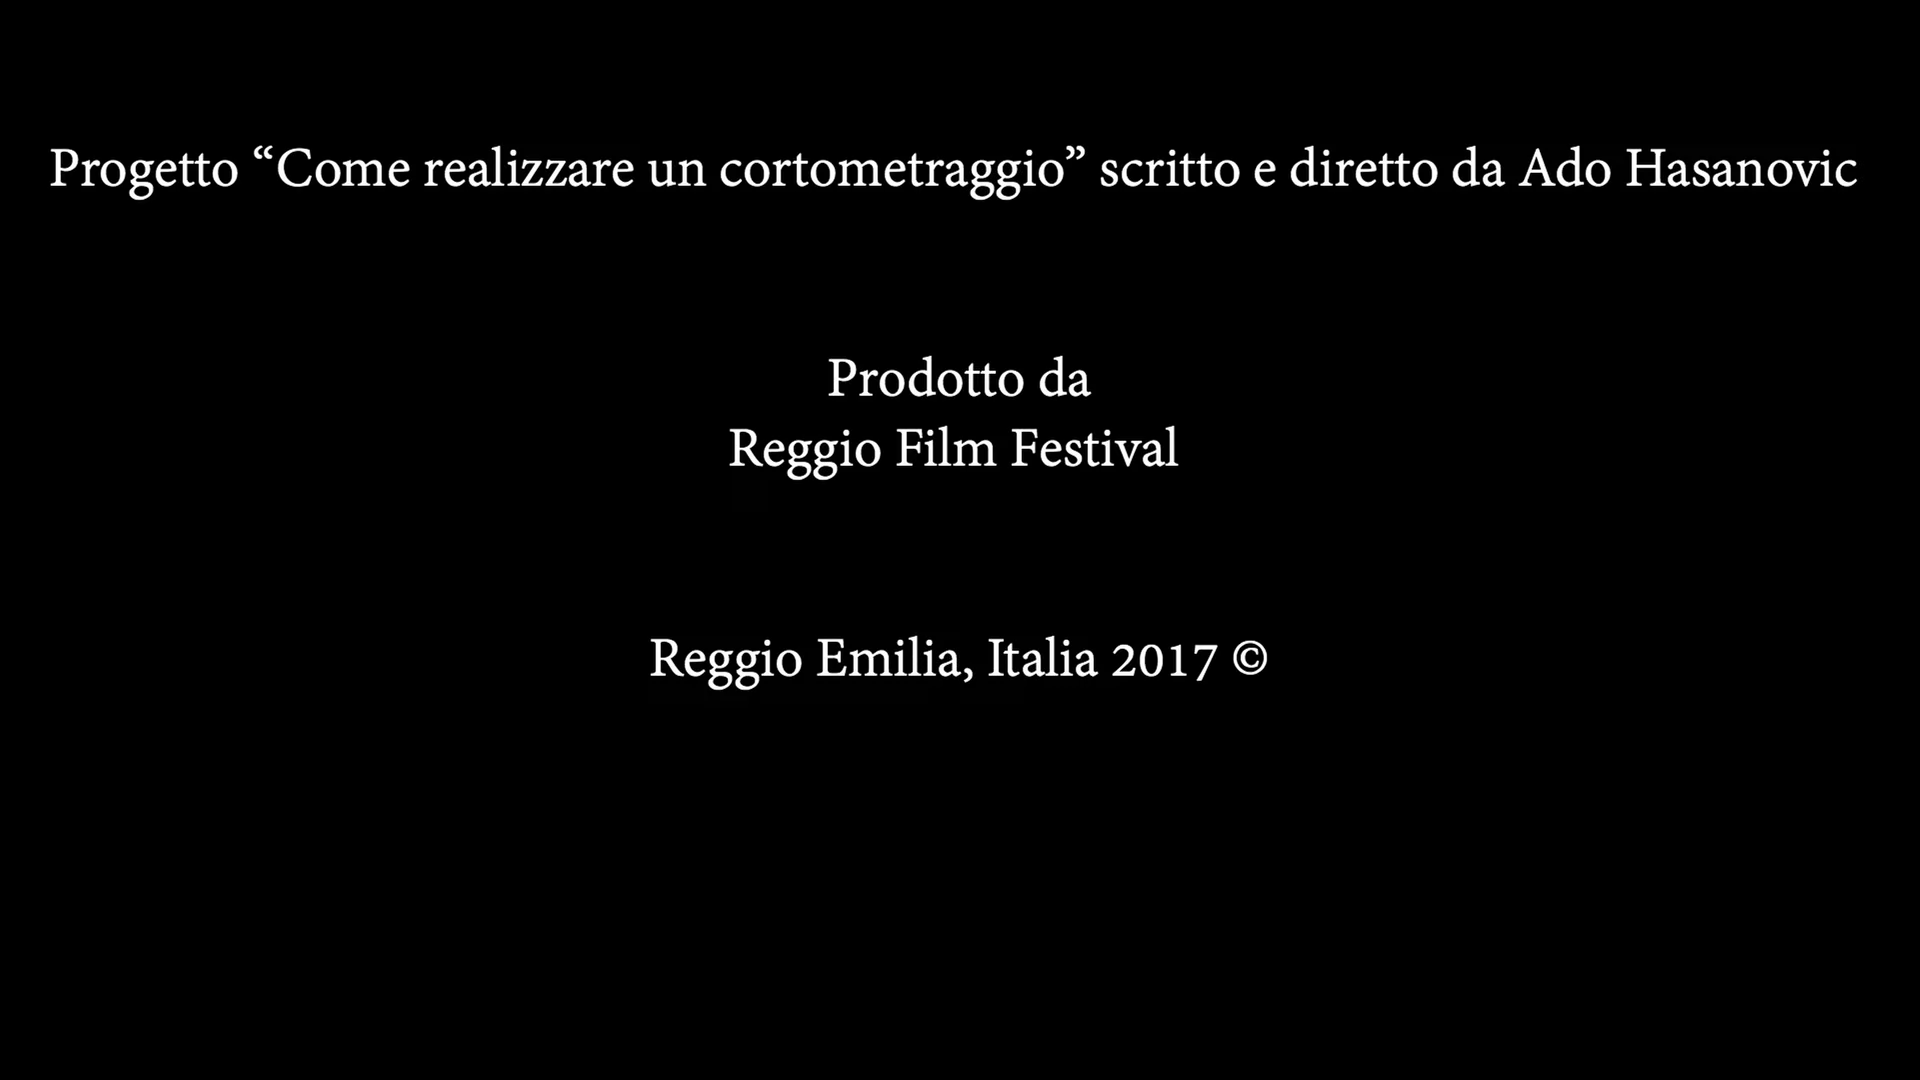 Progetto “Come realizzare un cortometraggio” scritto e diretto da Ado Hasanovic
Prodotto da
Reggio Film Festival
Reggio Emilia, Italia 2017 ©